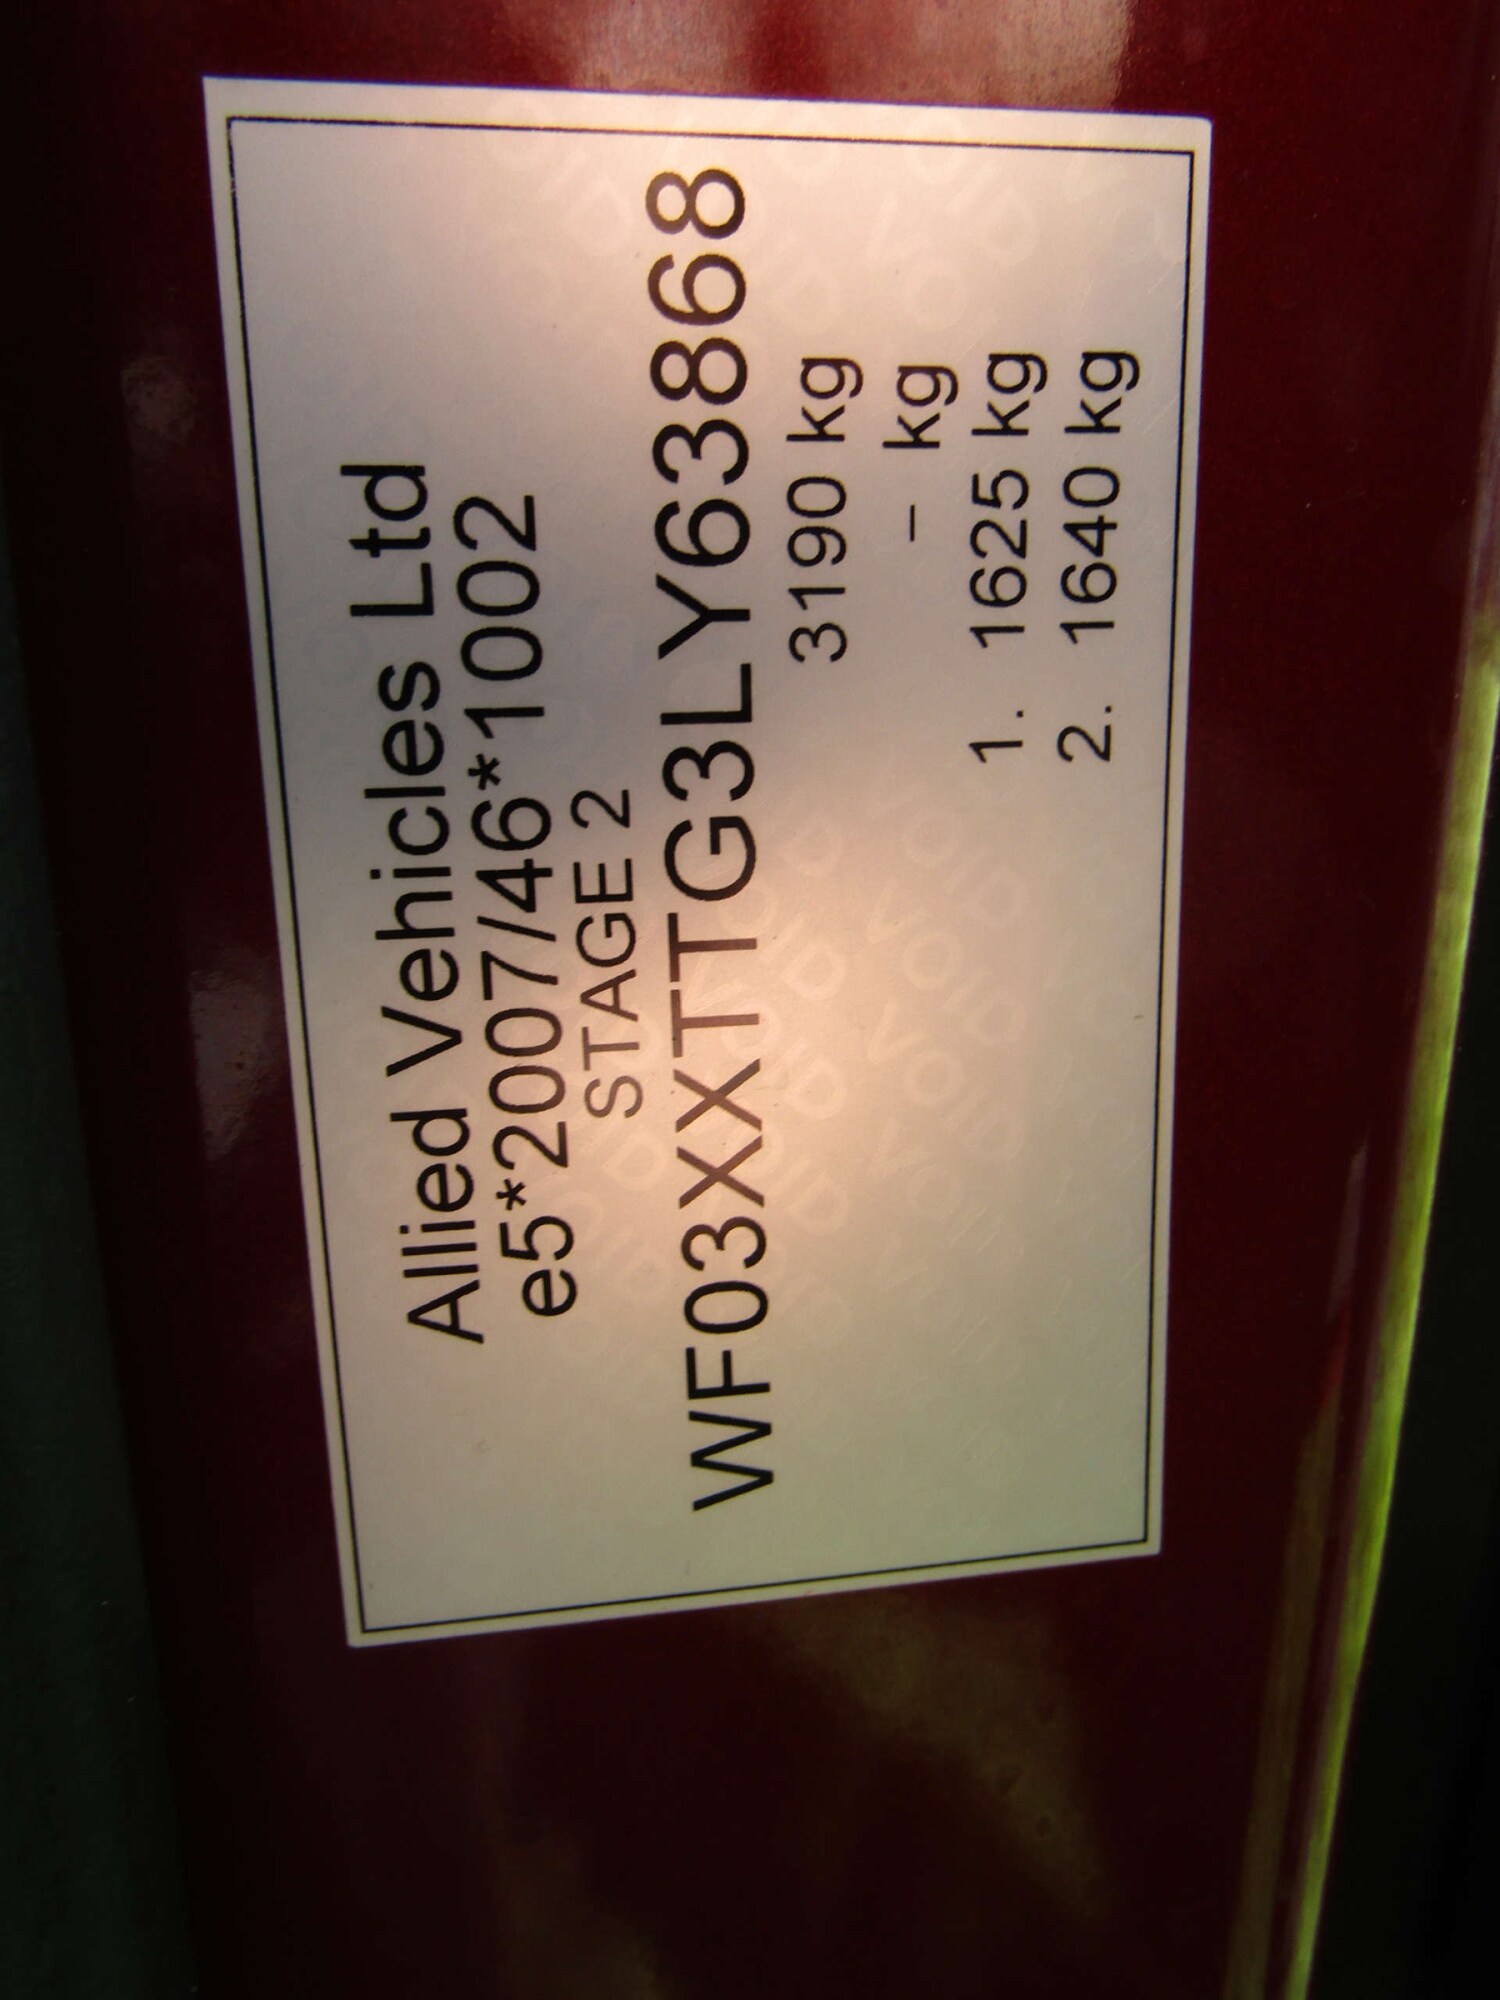 Allied Vehicles Ltd
e5*2007/46*1002
STAGE 2
WF03XXTTG3LY63868
3190 kg
– kg
1. 1625 kg
2. 1640 kg